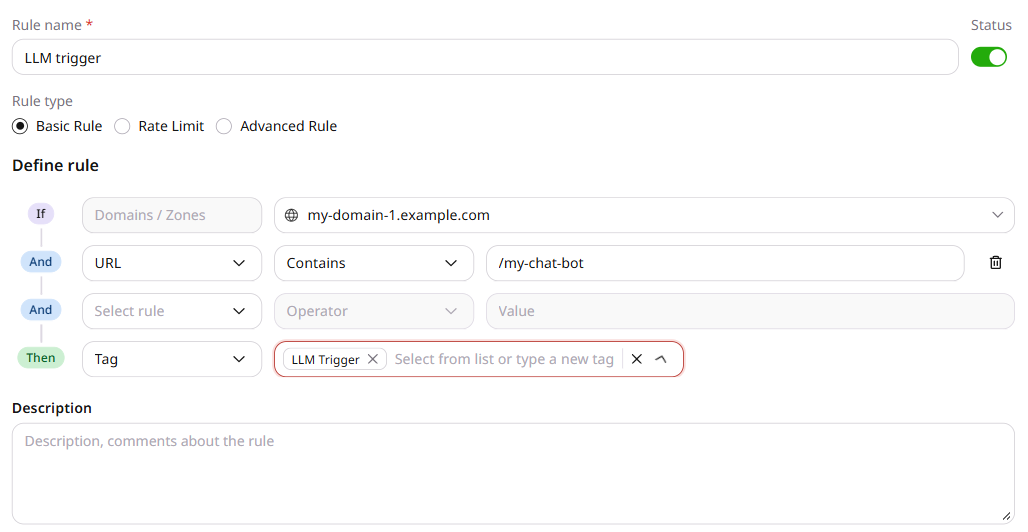 Rule name *
Status
LLM trigger
Rule type
Basic Rule Rate Limit Advanced Rule
Define rule
If Domains / Zones my-domain-1.example.com
And URL Contains /my-chat-bot
And Select rule Operator Value
Then Tag LLM Trigger Select from list or type a new tag
Description
Description, comments about the rule